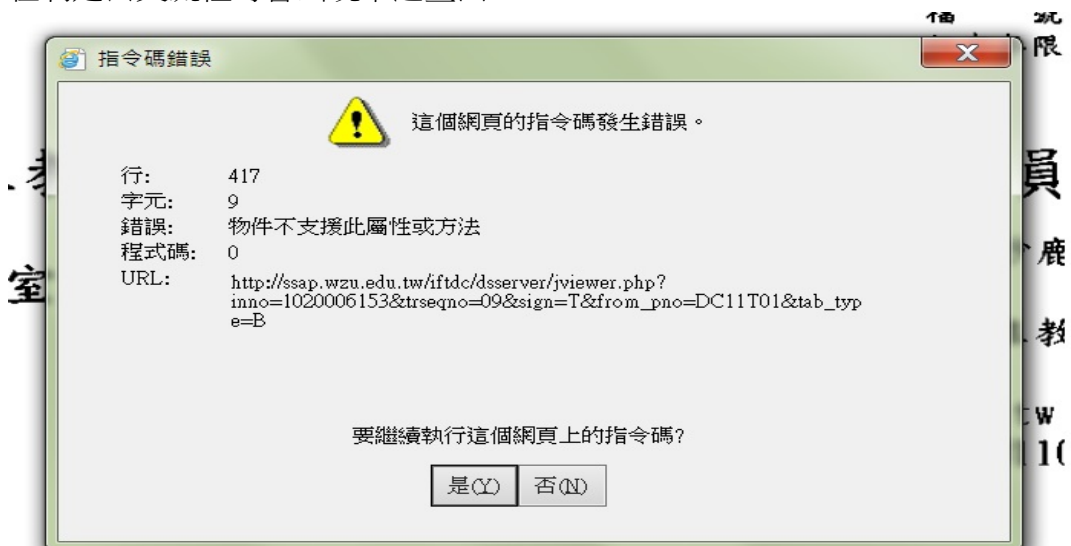 指令碼錯誤
X
限
這個網頁的指令碼發生錯誤。
行: 417
字元: 9
錯誤: 物件不支援此屬性或方法
程式碼: 0
URL: http://ssap.wzu.edu.tw/iftdc/dsserver/jviewer.php?
inno=1020006153&trseqno=09&sign=T&from_pno=DC11T01&tab_typ
e=B
員
室
鹿
教
tw
要繼續執行這個網頁上的指令碼?
是(Y) 否(N)